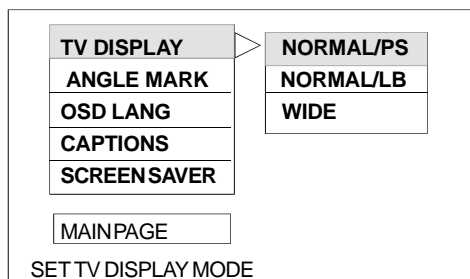 TV DISPLAY
ANGLE MARK
OSD LANG
CAPTIONS
SCREEN SAVER
NORMAL/PS
NORMAL/LB
WIDE
MAIN PAGE
SET TV DISPLAY MODE